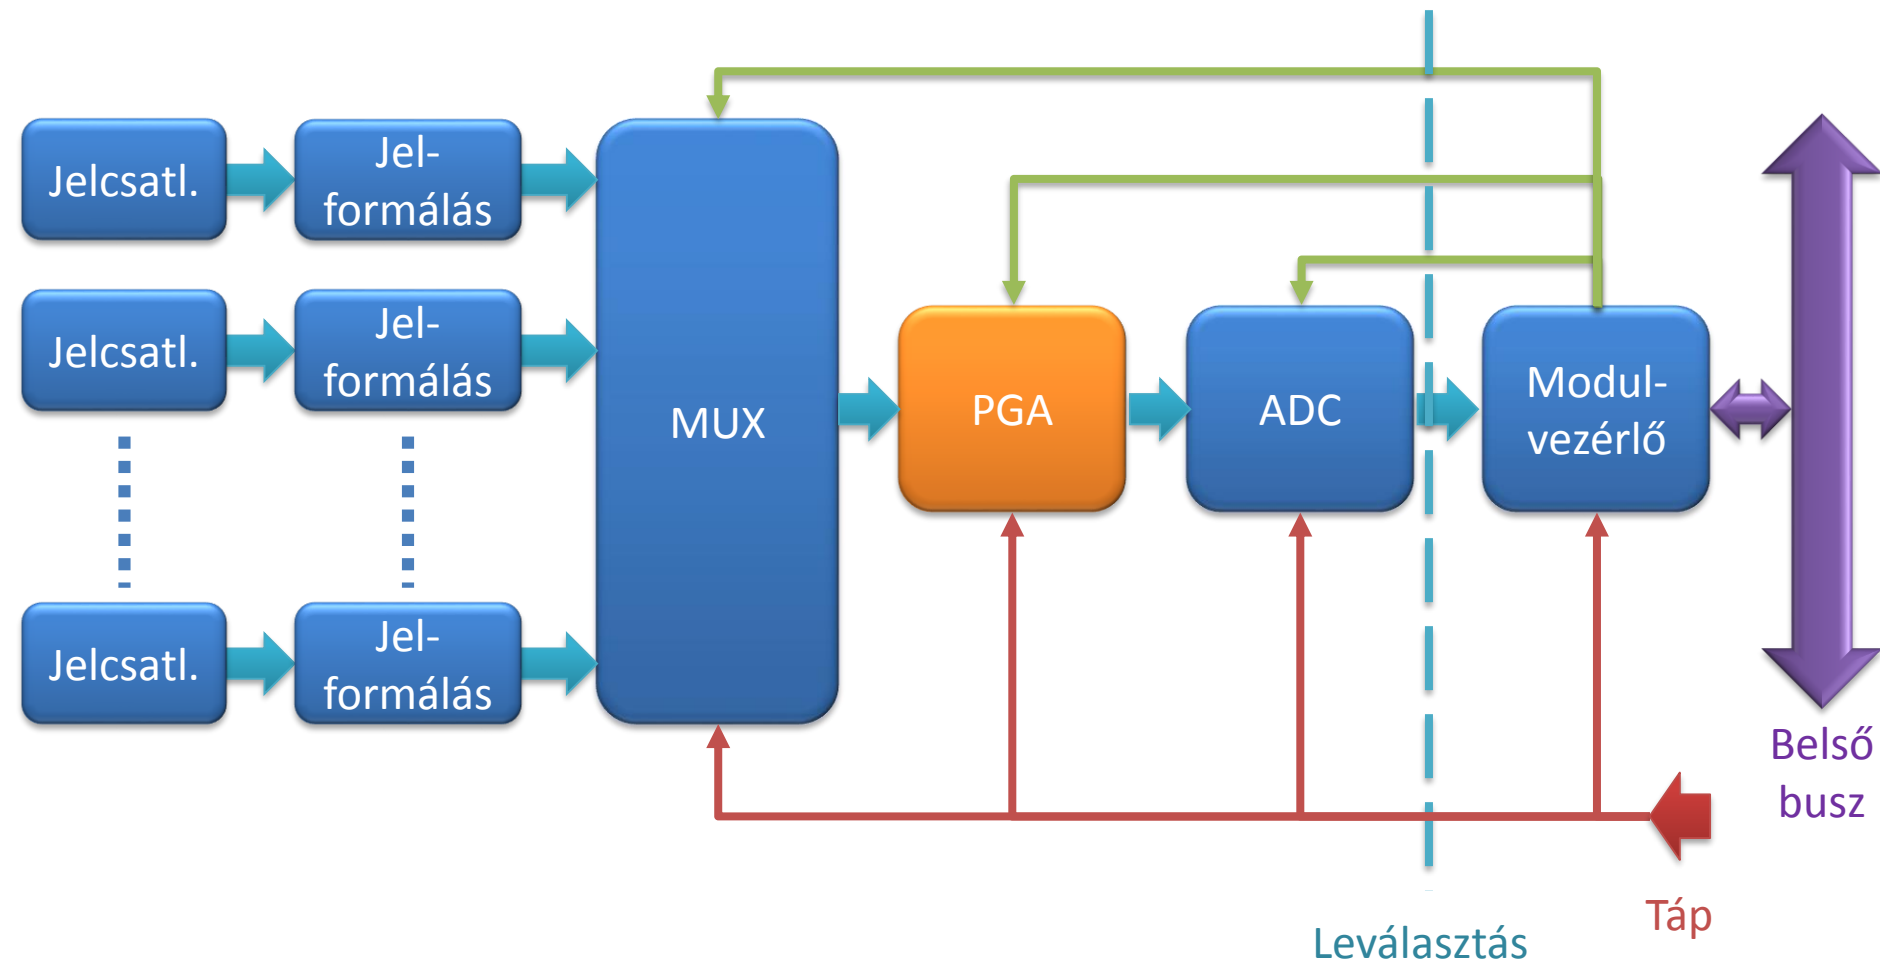 Jelcsatl.
Jel-
formálás
Jelcsatl.
Jel-
formálás
Jelcsatl.
Jel-
formálás
MUX
PGA
ADC
Modul-
vezérlő
Belső
busz
Táp
Leválasztás